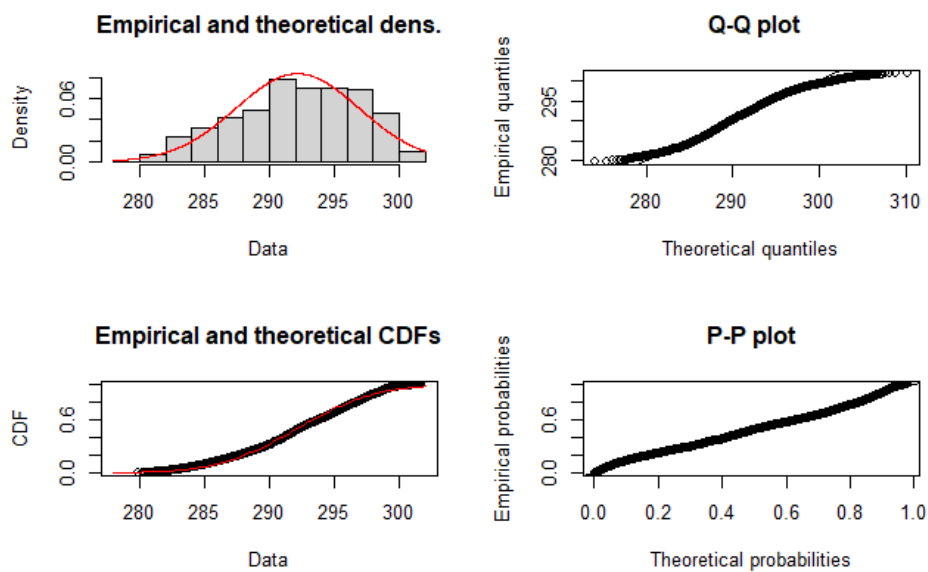 Empirical and theoretical dens.
Density
0.00 0.06
280 285 290 295 300
Data
Q-Q plot
Empirical quantiles
280 295
280 290 300 310
Theoretical quantiles
Empirical and theoretical CDFs
CDF
0.0 0.6
280 285 290 295 300
Data
P-P plot
Empirical probabilities
0.0 0.6
0.0 0.2 0.4 0.6 0.8 1.0
Theoretical probabilities